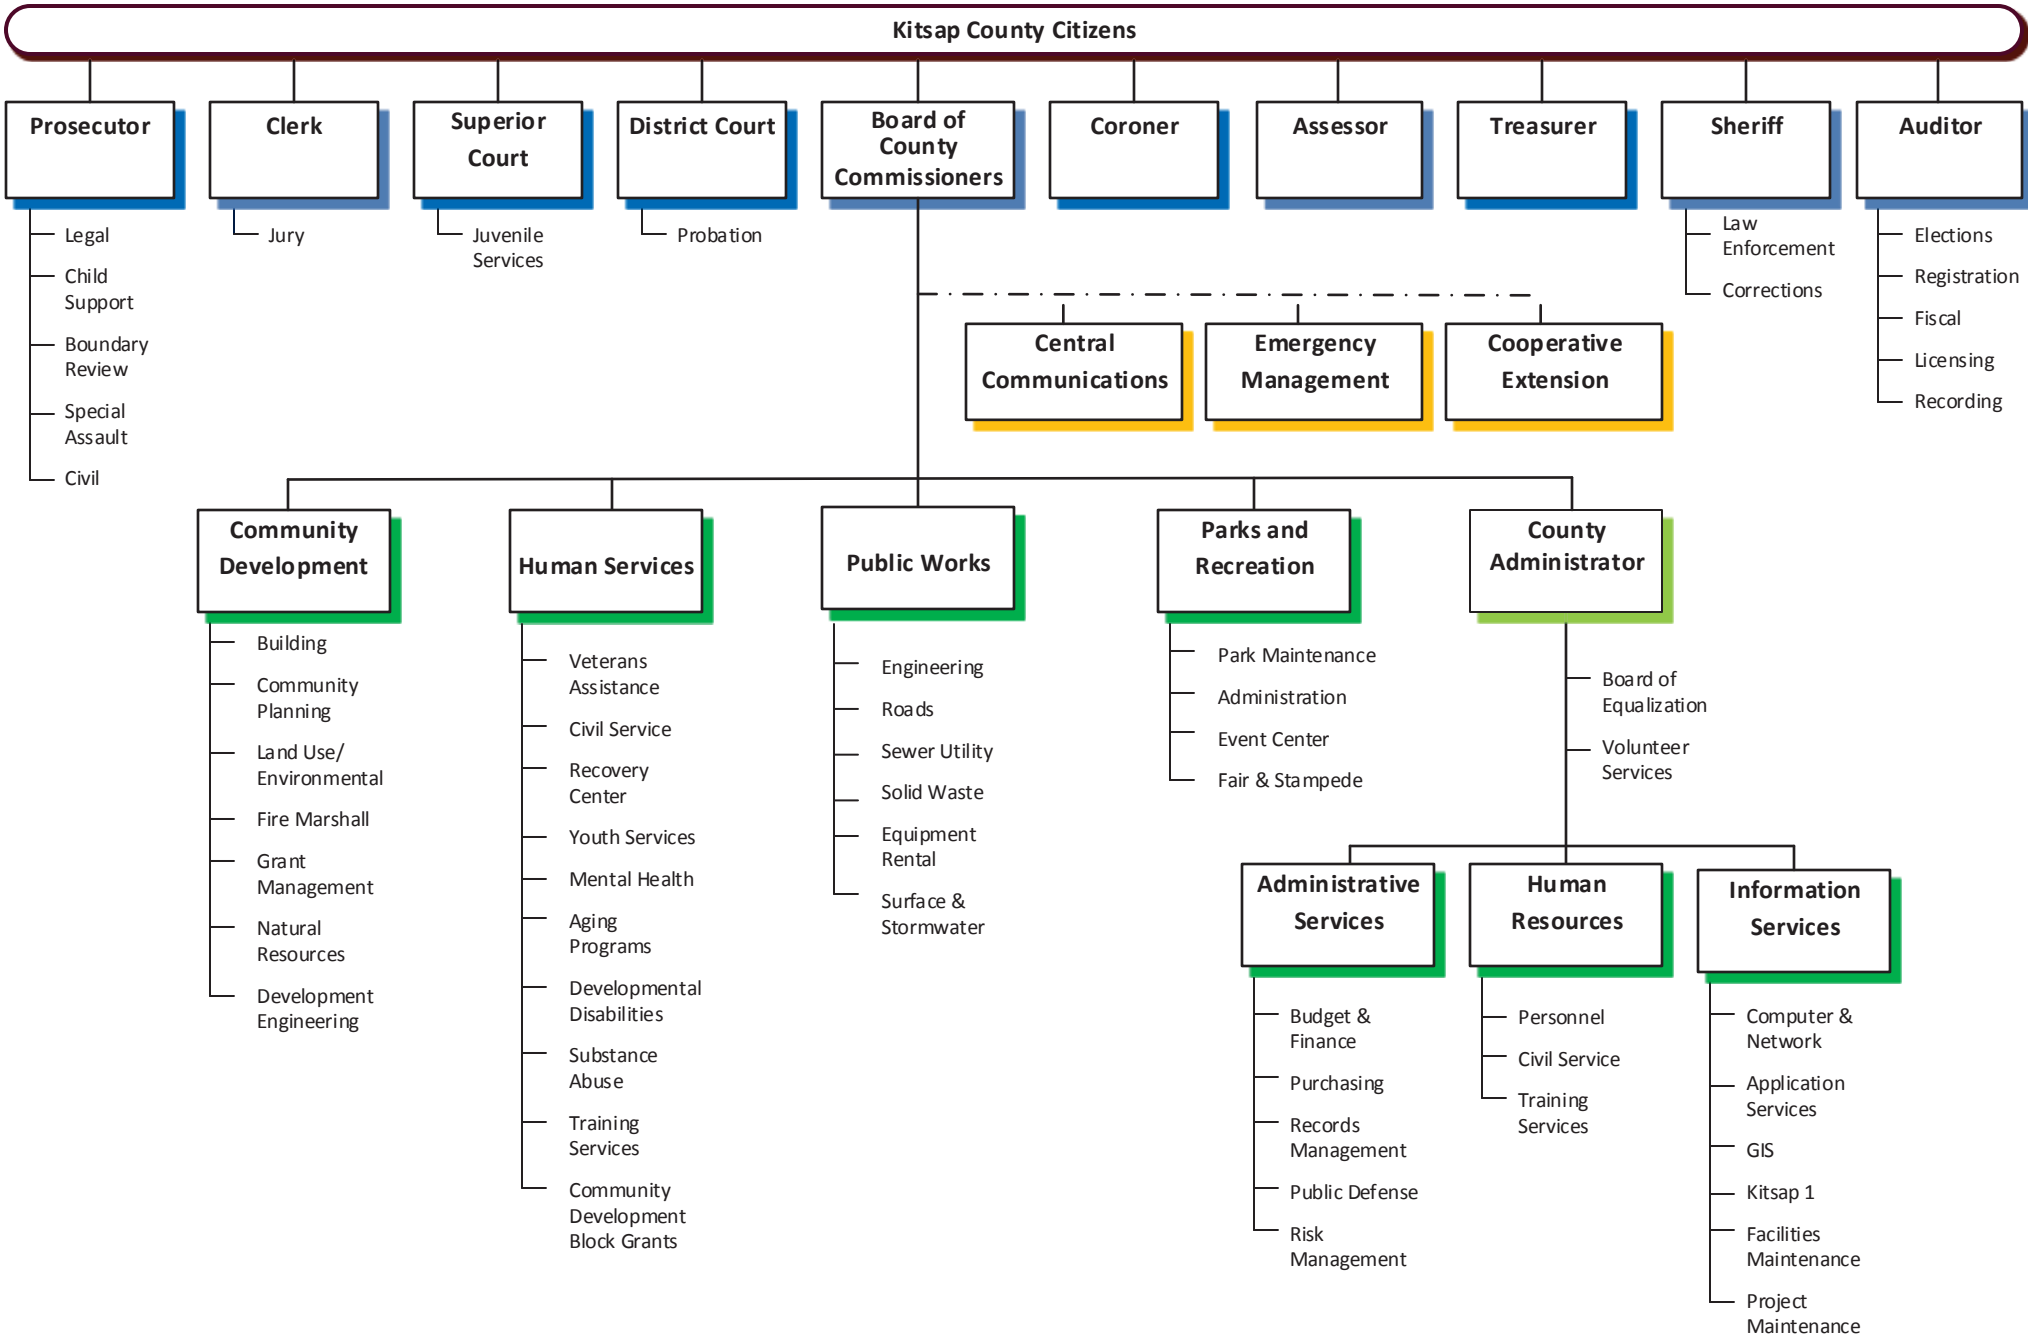 Kitsap County Citizens
Prosecutor
Legal
Child
Support
Boundary
Review
Special
Assault
Civil
Clerk
Jury
Superior
Court
Juvenile
Services
District Court
Probation
Board of
County
Commissioners
Coroner
Assessor
Treasurer
Sheriff
Law
Enforcement
Corrections
Auditor
Elections
Registration
Fiscal
Licensing
Recording
Central
Communications
Emergency
Management
Cooperative
Extension
Community
Development
Building
Community
Planning
Land Use/
Environmental
Fire Marshall
Grant
Management
Natural
Resources
Development
Engineering
Human Services
Veterans
Assistance
Civil Service
Recovery
Center
Youth Services
Mental Health
Aging
Programs
Developmental
Disabilities
Substance
Abuse
Training
Services
Community
Development
Block Grants
Public Works
Engineering
Roads
Sewer Utility
Solid Waste
Equipment
Rental
Surface &
Stormwater
Parks and
Recreation
Park Maintenance
Administration
Event Center
Fair & Stampede
County
Administrator
Board of
Equalization
Volunteer
Services
Administrative
Services
Budget &
Finance
Purchasing
Records
Management
Public Defense
Risk
Management
Human
Resources
Personnel
Civil Service
Training
Services
Information
Services
Computer &
Network
Application
Services
GIS
Kitsap 1
Facilities
Maintenance
Project
Maintenance